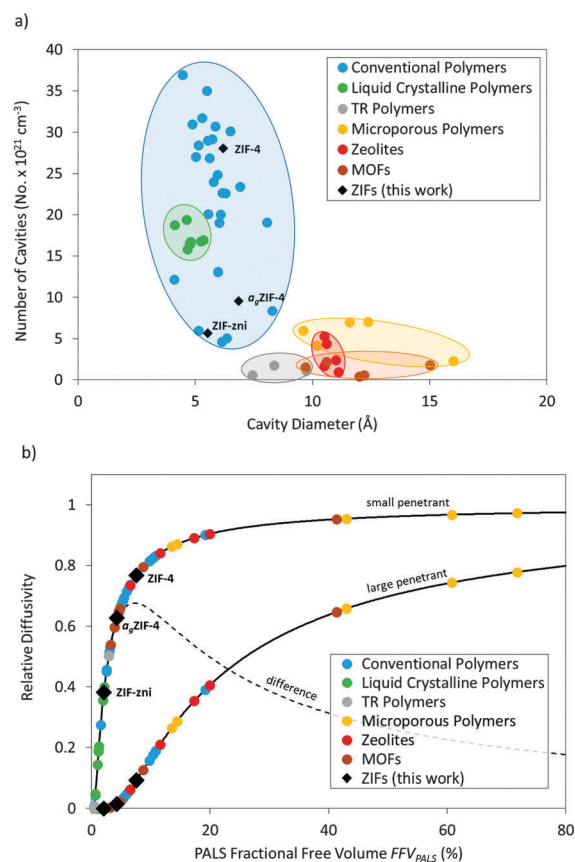 a)
Number of Cavities (No. x 10²¹ cm⁻³)
40
35
30
25
20
15
10
5
0
Conventional Polymers
Liquid Crystalline Polymers
TR Polymers
Microporous Polymers
Zeolites
MOFs
ZIFs (this work)
ZIF-4
agZIF-4
ZIF-zni
0 5 10 15 20
Cavity Diameter (Å)
b)
Relative Diffusivity
1
0.8
0.6
0.4
0.2
0
small penetrant
large penetrant
difference
ZIF-4
agZIF-4
ZIF-zni
Conventional Polymers
Liquid Crystalline Polymers
TR Polymers
Microporous Polymers
Zeolites
MOFs
ZIFs (this work)
0 20 40 60 80
PALS Fractional Free Volume FFV_PALS (%)